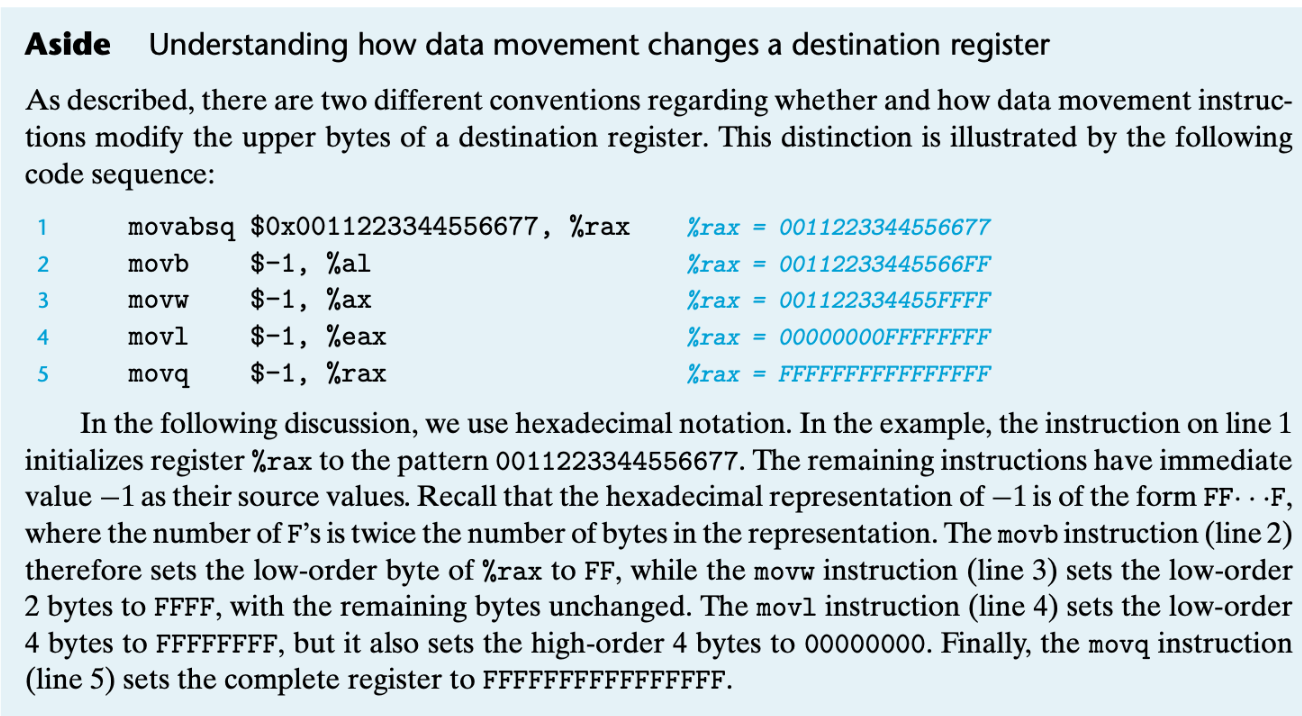 Aside Understanding how data movement changes a destination register
As described, there are two different conventions regarding whether and how data movement instruc-
tions modify the upper bytes of a destination register. This distinction is illustrated by the following
code sequence:
1 movabsq $0x0011223344556677, %rax %rax = 0011223344556677
2 movb $-1, %al %rax = 00112233445566FF
3 movw $-1, %ax %rax = 001122334455FFFF
4 movl $-1, %eax %rax = 00000000FFFFFFFF
5 movq $-1, %rax %rax = FFFFFFFFFFFFFFFF
In the following discussion, we use hexadecimal notation. In the example, the instruction on line 1
initializes register %rax to the pattern 0011223344556677. The remaining instructions have immediate
value −1 as their source values. Recall that the hexadecimal representation of −1 is of the form FF· · ·F,
where the number of F's is twice the number of bytes in the representation. The movb instruction (line 2)
therefore sets the low-order byte of %rax to FF, while the movw instruction (line 3) sets the low-order
2 bytes to FFFF, with the remaining bytes unchanged. The movl instruction (line 4) sets the low-order
4 bytes to FFFFFFFF, but it also sets the high-order 4 bytes to 00000000. Finally, the movq instruction
(line 5) sets the complete register to FFFFFFFFFFFFFFFF.